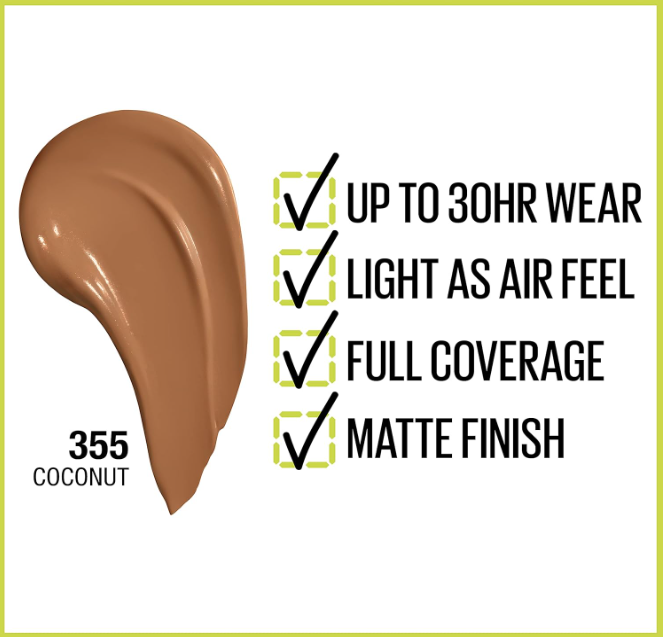 UP TO 30HR WEAR
LIGHT AS AIR FEEL
FULL COVERAGE
MATTE FINISH
355
COCONUT